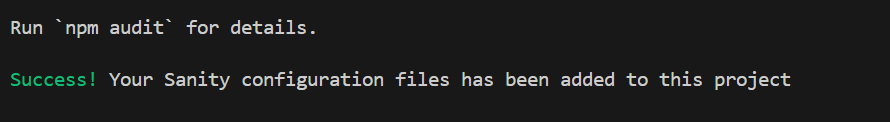 Run `npm audit` for details.
Success! Your Sanity configuration files has been added to this project